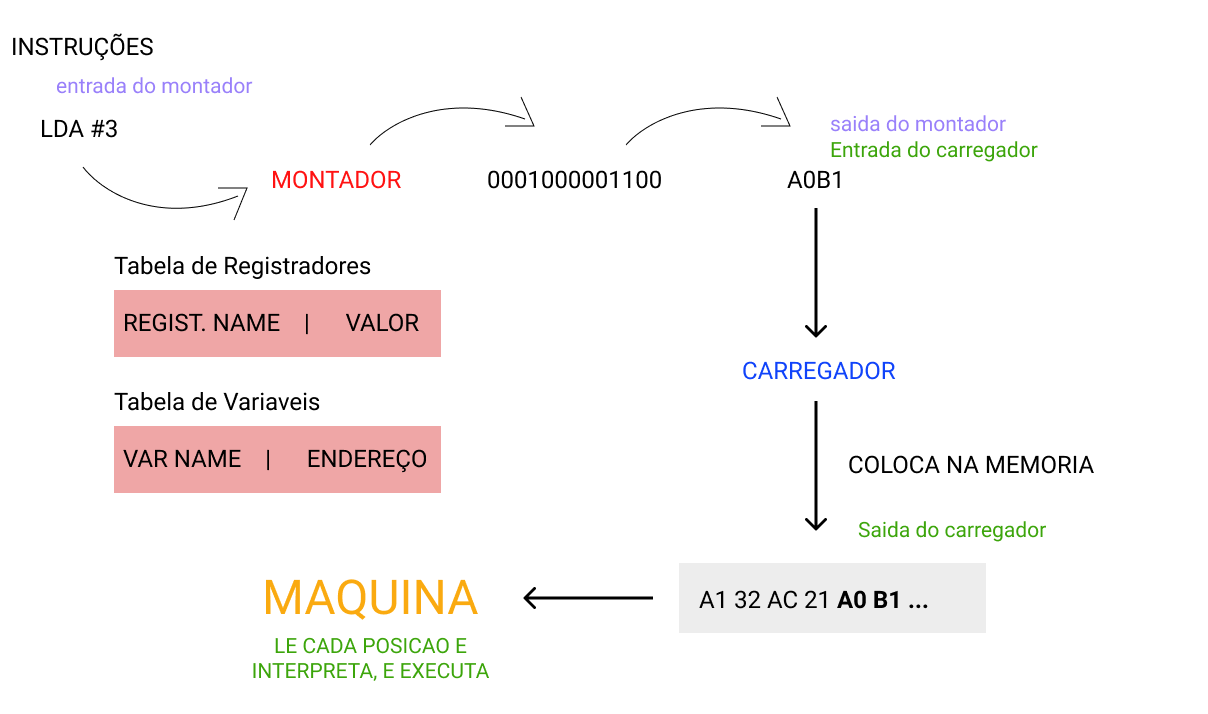 INSTRUÇÕES
entrada do montador
LDA #3
MONTADOR
0001000001100
saida do montador
Entrada do carregador
A0B1
Tabela de Registradores
REGIST. NAME | VALOR
Tabela de Variaveis
VAR NAME | ENDEREÇO
CARREGADOR
COLOCA NA MEMORIA
Saida do carregador
A1 32 AC 21 A0 B1 ...
MAQUINA
LE CADA POSICAO E
INTERPRETA, E EXECUTA